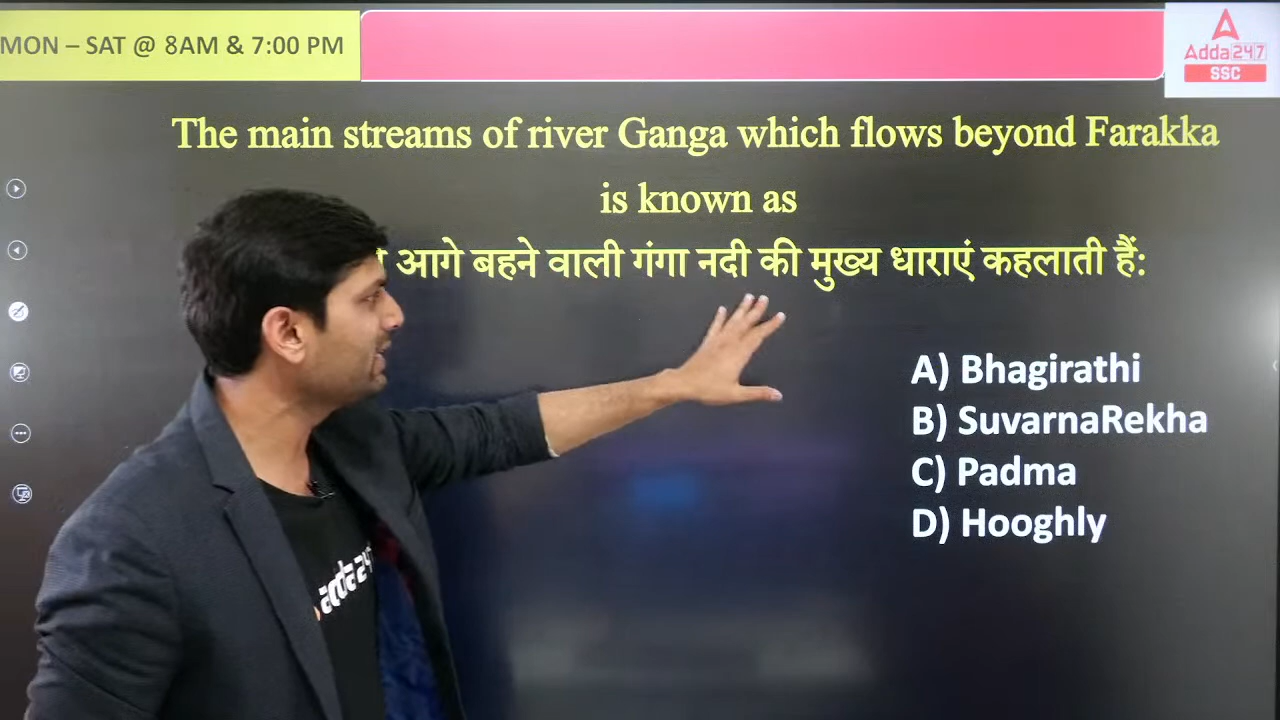 MON – SAT @ 8AM & 7:00 PM
Adda247
SSC
The main streams of river Ganga which flows beyond Farakka
is known as
आगे बहने वाली गंगा नदी की मुख्य धाराएं कहलाती हैं:
A) Bhagirathi
B) SuvarnaRekha
C) Padma
D) Hooghly
adda247